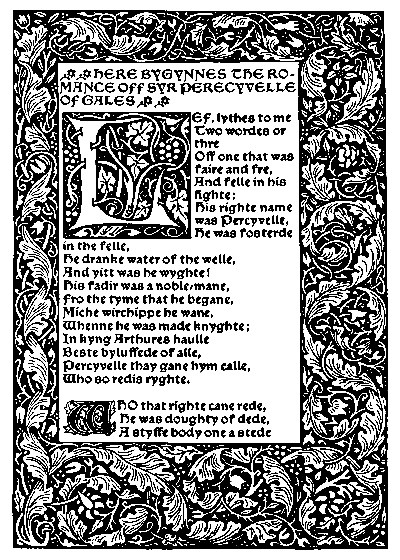 HERE BYGYNNES THE RO-
MANCE OFF SYR PERECYVELLE
OF GALES
LEF, lythes to me
Two wordes or
thre
Off one that was
faire and fre,
And felle in his
fighte;
His righte name
was Percyvelle,
He was fosterde
in the felle,
He dranke water of the welle,
And yitt was he wyghte!
His fadir was a noble-mane,
Fro the tyme that he begane,
Miche wirchippe he wane,
Whenne he was made knyghte;
In kyng Arthures haulle
Beste byluffede of alle,
Percyvelle thay gane hym calle,
Who so redis ryghte.
WHO that righte cane rede,
He was doughty of dede,
A styffe body one a stede